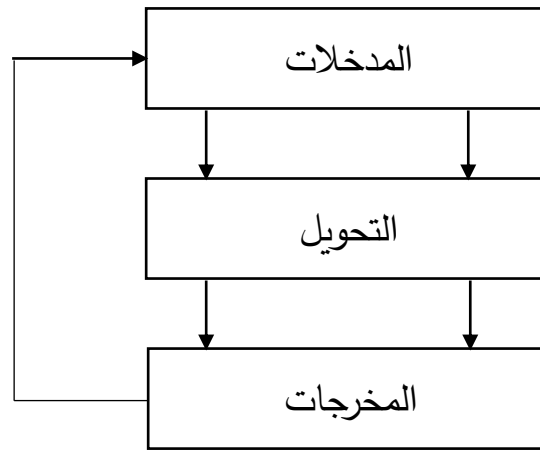 المدخلات
التحويل
المخرجات